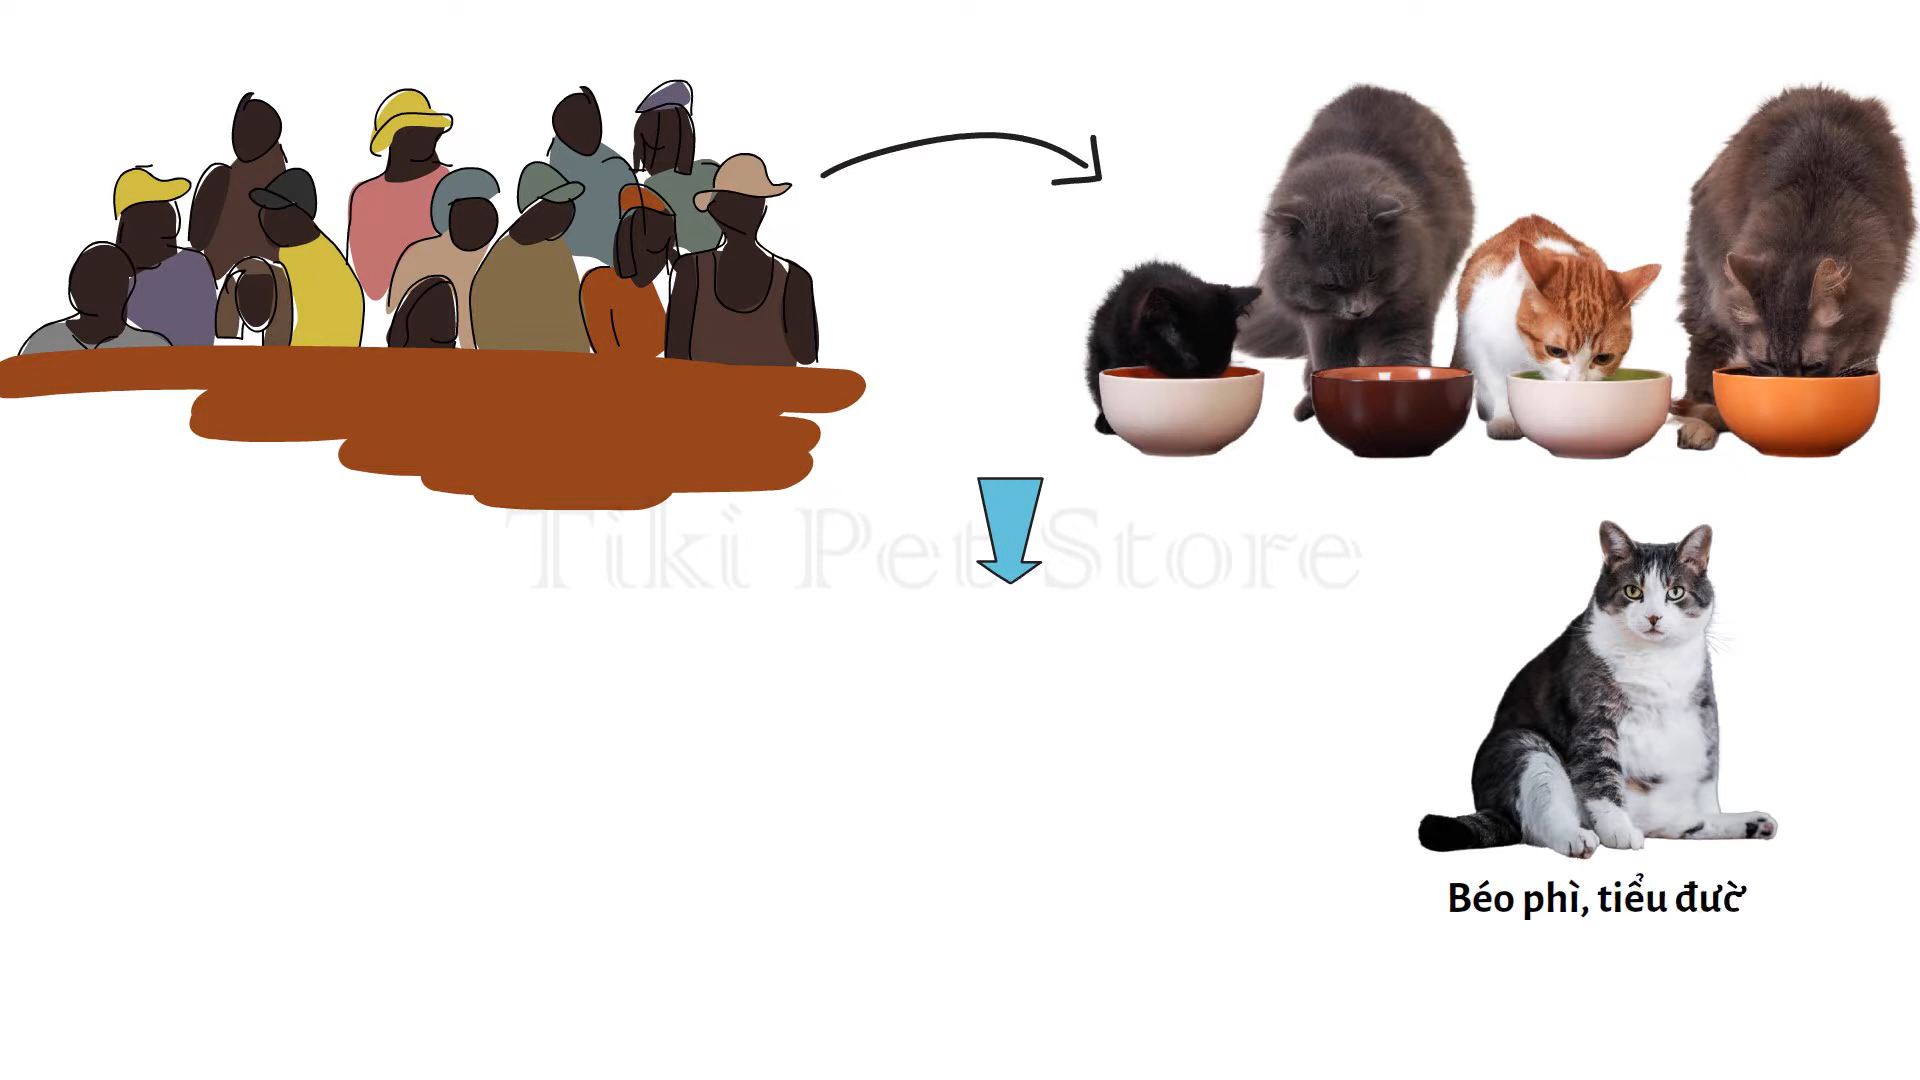 Tiki Pet Store
Béo phì, tiểu đườ